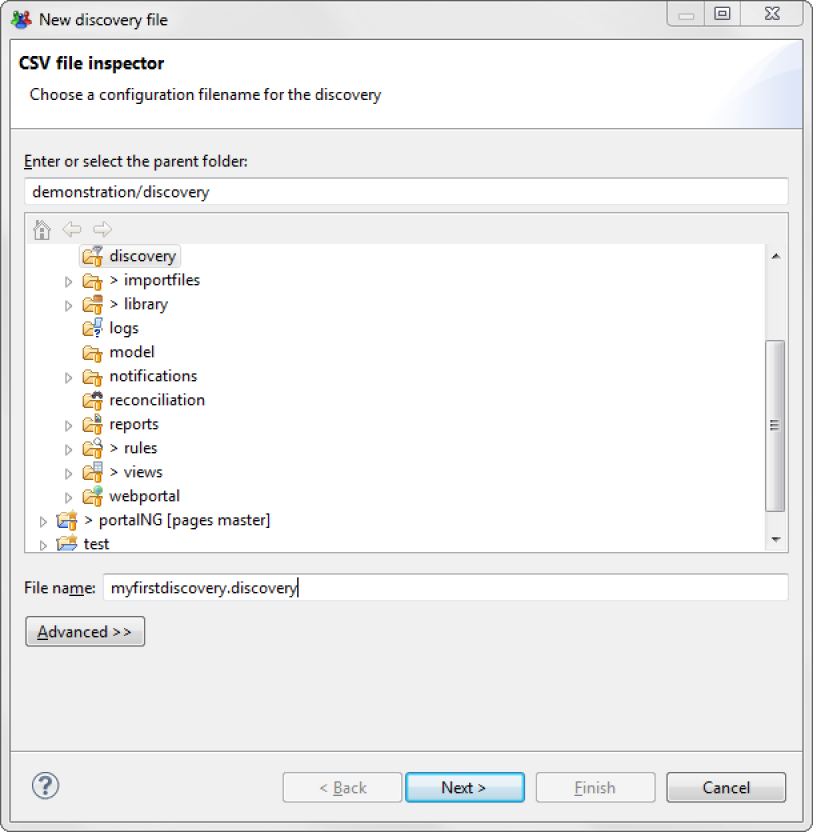 New discovery file
CSV file inspector
Choose a configuration filename for the discovery
Enter or select the parent folder:
demonstration/discovery
discovery
> importfiles
> library
logs
model
notifications
reconciliation
reports
> rules
> views
webportal
> portalNG [pages master]
test
File name: myfirstdiscovery.discovery
Advanced >>
< Back Next > Finish Cancel